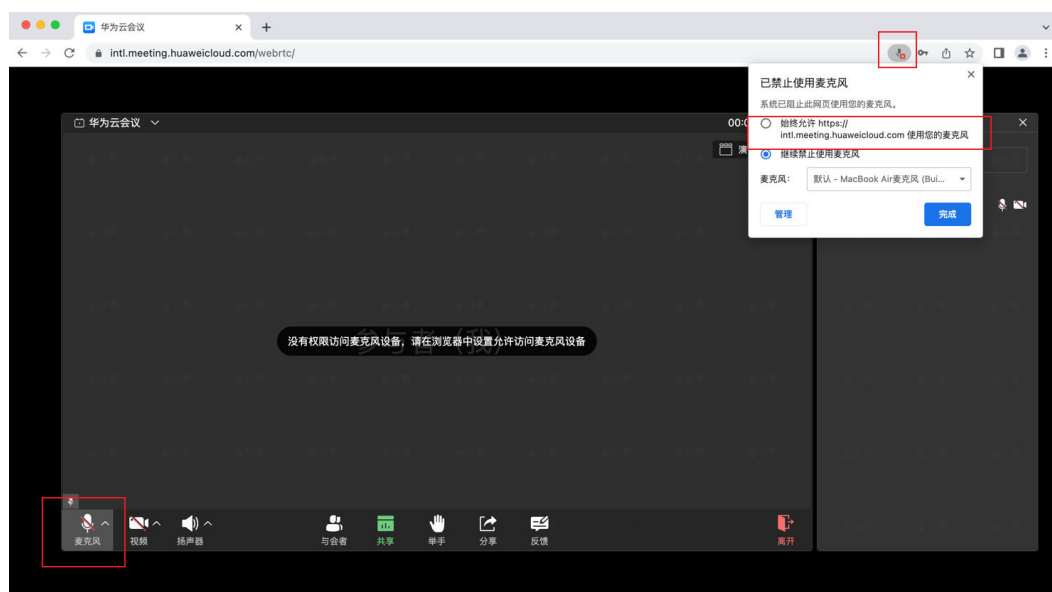 华为云会议
intl.meeting.huaweicloud.com/webrtc/
已禁止使用麦克风
系统已阻止此网页使用您的麦克风。
始终允许 https://
intl.meeting.huaweicloud.com 使用您的麦克风
继续禁止使用麦克风
麦克风:
默认 - MacBook Air麦克风 (Bui...
管理
完成
华为云会议
00:
演
参与者（我）
没有权限访问麦克风设备，请在浏览器中设置允许访问麦克风设备
麦克风
视频
扬声器
与会者
共享
举手
分享
反馈
离开